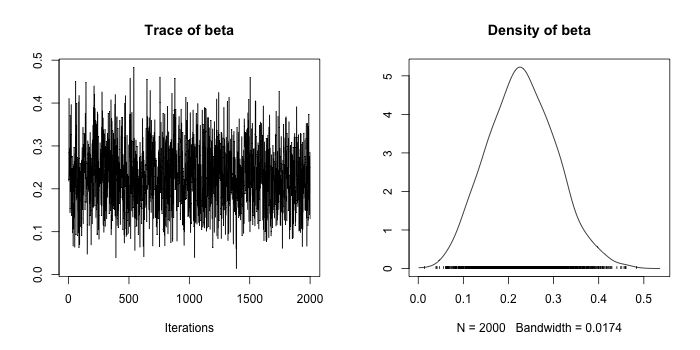 Trace of beta
0.5
0.4
0.3
0.2
0.1
0.0
0 500 1000 1500 2000
Iterations
Density of beta
5
4
3
2
1
0
0.0 0.1 0.2 0.3 0.4 0.5
N = 2000 Bandwidth = 0.0174